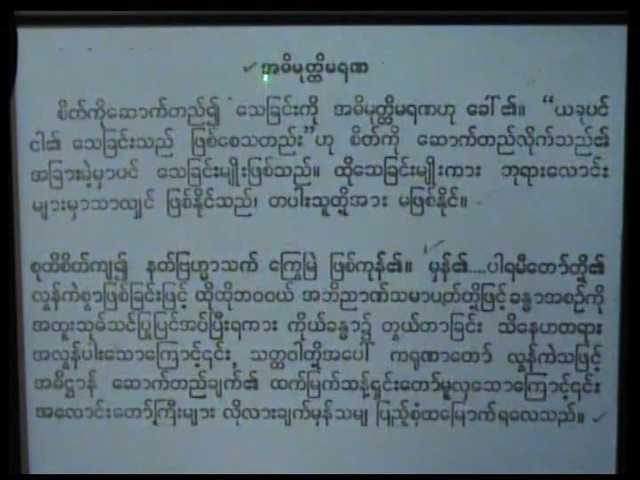 အဓိမုတ္တိမရဏ
စိတ်ကိုဆောက်တည်၍ သေခြင်းကို အဓိမုတ္တိမရဏဟု ခေါ်၏။ “ယခုပင်
ငါ၏ သေခြင်းသည် ဖြစ်စေသတည်း”ဟု စိတ်ကို ဆောက်တည်လိုက်သည်၏
အခြားမဲ့မှာပင် သေခြင်းမျိုးဖြစ်သည်။ ထိုသေခြင်းမျိုးကား ဘုရားလောင်း
များမှာသာလျှင် ဖြစ်နိုင်သည်၊ တပါးသူတို့အား မဖြစ်နိုင်။
စုတိစိတ်ကျ၍ နတ်ဗြဟ္မာသက် ကြွေမြဲ ဖြစ်ကုန်၏။ မှန်၏....ပါရမီတော်တို့၏
လွန်ကဲစွာဖြစ်ခြင်းဖြင့် ထိုထိုဘဝဝယ် အဘိညာဏ်သမာပတ်တို့ဖြင့်ခန္ဓာအစဉ်ကို
အထူးသုမ်သင်ပြုပြင်အပ်ပြီးရကား ကိုယ်ခန္ဓာ၌ တွယ်တာခြင်း သိနေဟတရား
အလွန်ပါးသောကြောင့်၎င်း, သတ္တဝါတို့အပေါ် ကရုဏာတော် လွန်ကဲသဖြင့်
အဓိဋ္ဌာန် ဆောက်တည်ချက်၏ ထက်မြက်သန့်ရှင်းတော်မူလှသောကြောင့်၎င်း
အလောင်းတော်ကြီးများ လိုလားချက်မှန်သမျှ ပြည့်စုံထမြောက်ရလေသည်။